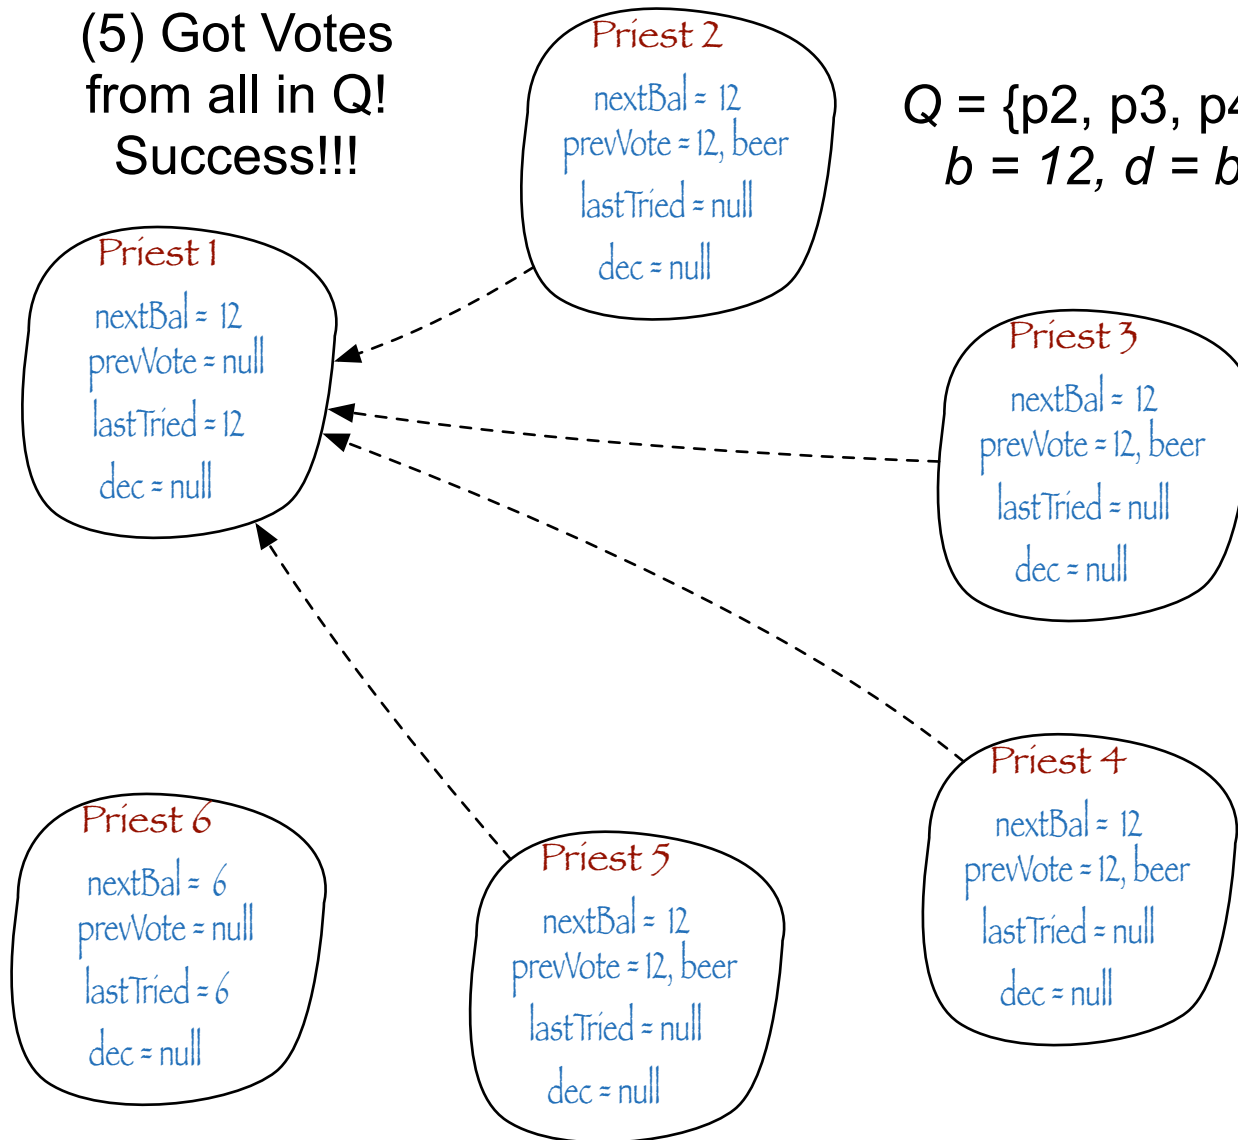 (5) Got Votes
from all in Q!
Success!!!
Q = {p2, p3, p4
b = 12, d = b
Priest 2
nextBal = 12
prevVote = 12, beer
lastTried = null
dec = null
Priest 1
nextBal = 12
prevVote = null
lastTried = 12
dec = null
Priest 3
nextBal = 12
prevVote = 12, beer
lastTried = null
dec = null
Priest 4
nextBal = 12
prevVote = 12, beer
lastTried = null
dec = null
Priest 6
nextBal = 6
prevVote = null
lastTried = 6
dec = null
Priest 5
nextBal = 12
prevVote = 12, beer
lastTried = null
dec = null